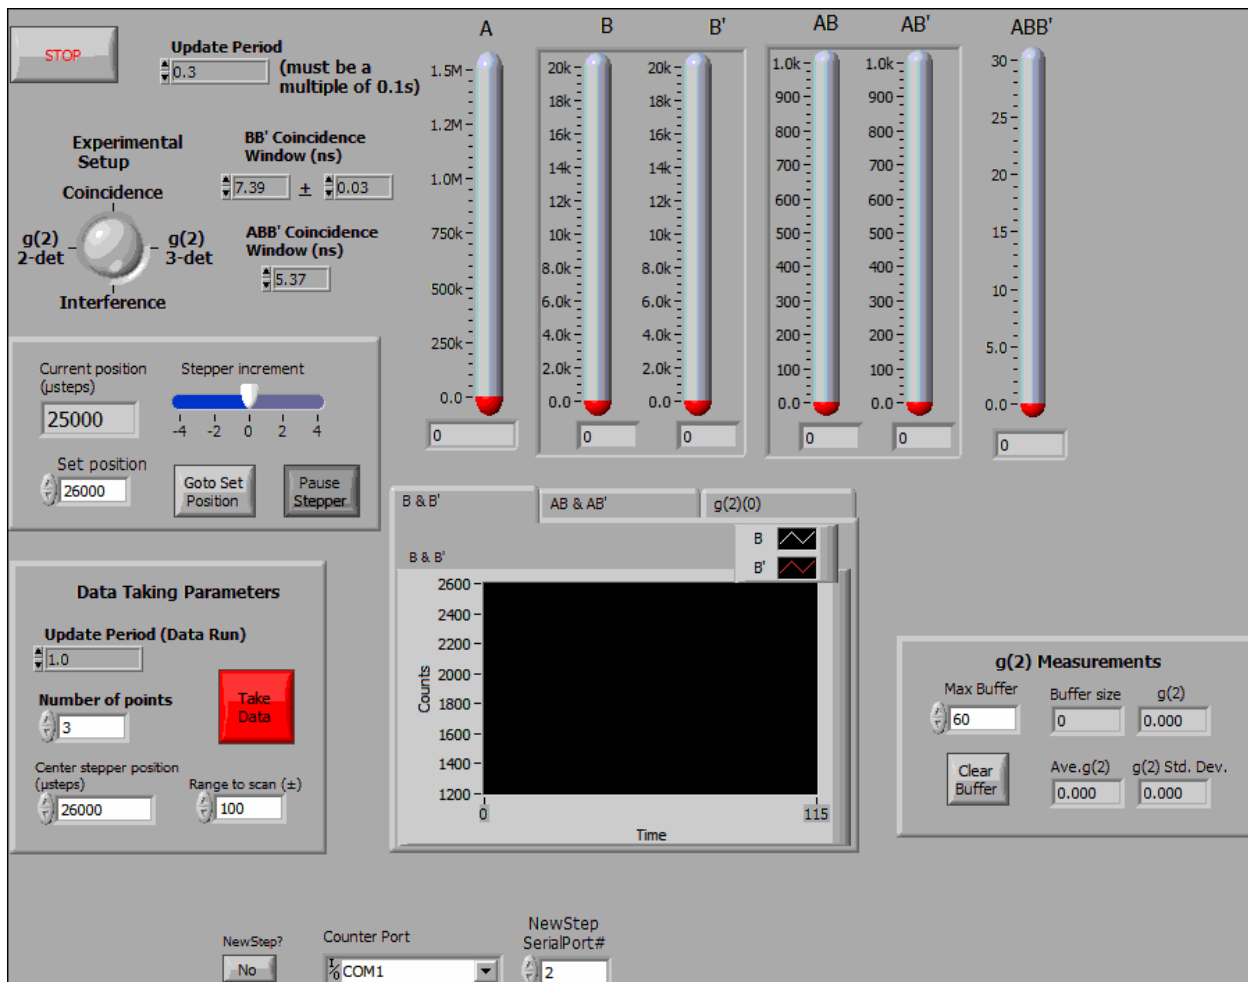 STOP
Update Period
0.3
(must be a
multiple of 0.1s)
Experimental
Setup
Coincidence
g(2)
2-det
g(2)
3-det
Interference
BB' Coincidence
Window (ns)
7.39 ± 0.03
ABB' Coincidence
Window (ns)
5.37
A
1.5M
1.2M
1.0M
750k
500k
250k
0.0
0
B
20k
18k
16k
14k
12k
10k
8.0k
6.0k
4.0k
2.0k
0.0
0
B'
20k
18k
16k
14k
12k
10k
8.0k
6.0k
4.0k
2.0k
0.0
0
AB
1.0k
900
800
700
600
500
400
300
200
100
0.0
0
AB'
1.0k
900
800
700
600
500
400
300
200
100
0.0
0
ABB'
30
25
20
15
10
5.0
0.0
0
Current position
(µsteps)
25000
Stepper increment
-4 -2 0 2 4
Set position
26000
Goto Set
Position
Pause
Stepper
Data Taking Parameters
Update Period (Data Run)
1.0
Number of points
3
Take
Data
Center stepper position
(µsteps)
26000
Range to scan (±)
100
B & B'
AB & AB'
g(2)(0)
B & B'
B
B'
Counts
2600
2400
2200
2000
1800
1600
1400
1200
0
115
Time
g(2) Measurements
Max Buffer
60
Buffer size
0
g(2)
0.000
Clear
Buffer
Ave.g(2)
0.000
g(2) Std. Dev.
0.000
NewStep?
No
Counter Port
I/O COM1
NewStep
SerialPort#
2